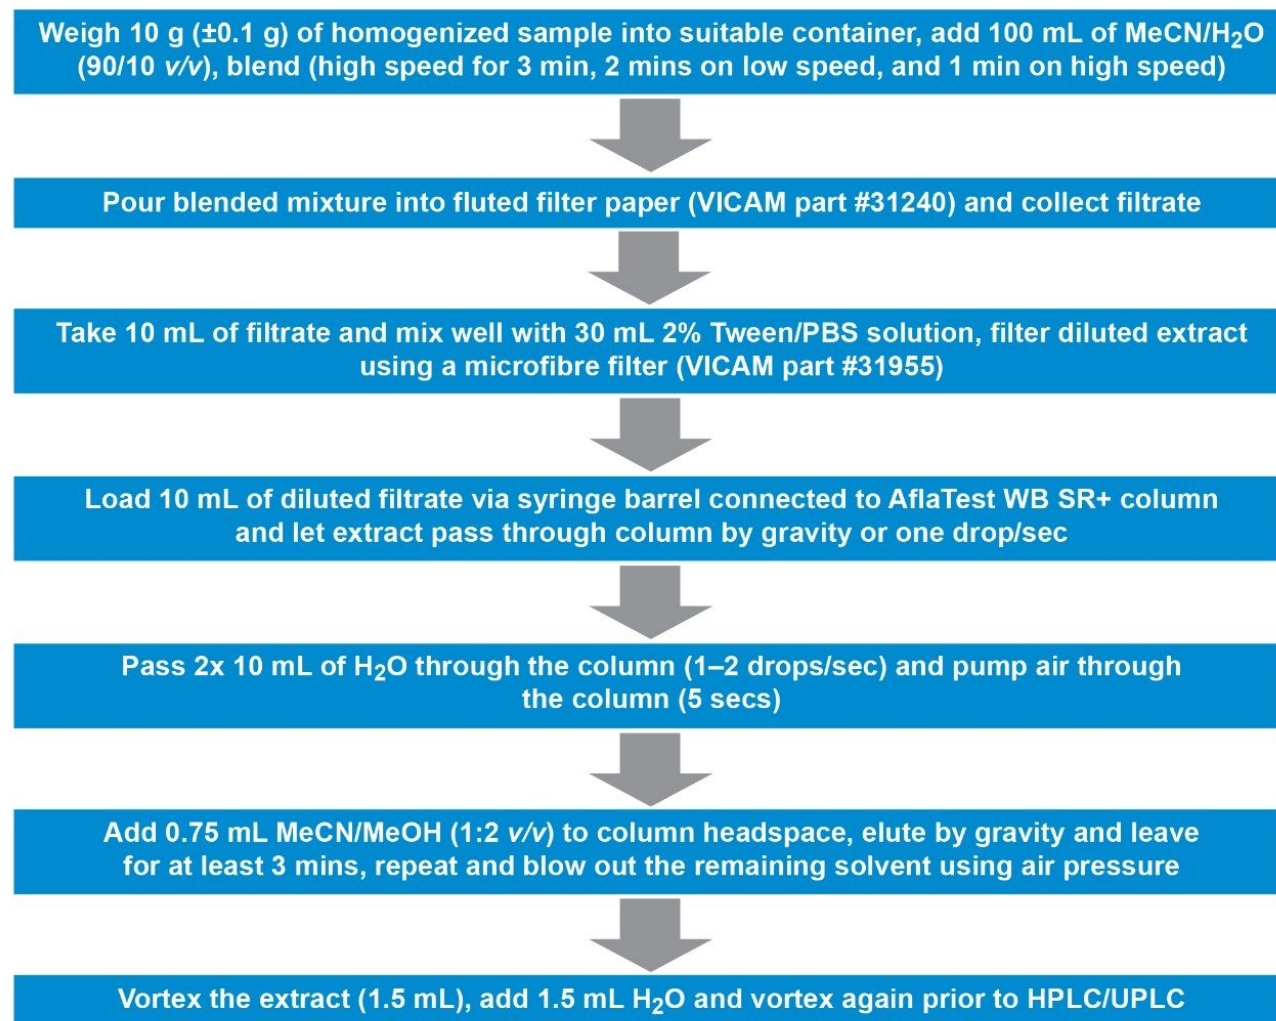 Weigh 10 g (±0.1 g) of homogenized sample into suitable container, add 100 mL of MeCN/H₂O
(90/10 v/v), blend (high speed for 3 min, 2 mins on low speed, and 1 min on high speed)
Pour blended mixture into fluted filter paper (VICAM part #31240) and collect filtrate
Take 10 mL of filtrate and mix well with 30 mL 2% Tween/PBS solution, filter diluted extract
using a microfibre filter (VICAM part #31955)
Load 10 mL of diluted filtrate via syringe barrel connected to AflaTest WB SR+ column
and let extract pass through column by gravity or one drop/sec
Pass 2x 10 mL of H₂O through the column (1–2 drops/sec) and pump air through
the column (5 secs)
Add 0.75 mL MeCN/MeOH (1:2 v/v) to column headspace, elute by gravity and leave
for at least 3 mins, repeat and blow out the remaining solvent using air pressure
Vortex the extract (1.5 mL), add 1.5 mL H₂O and vortex again prior to HPLC/UPLC